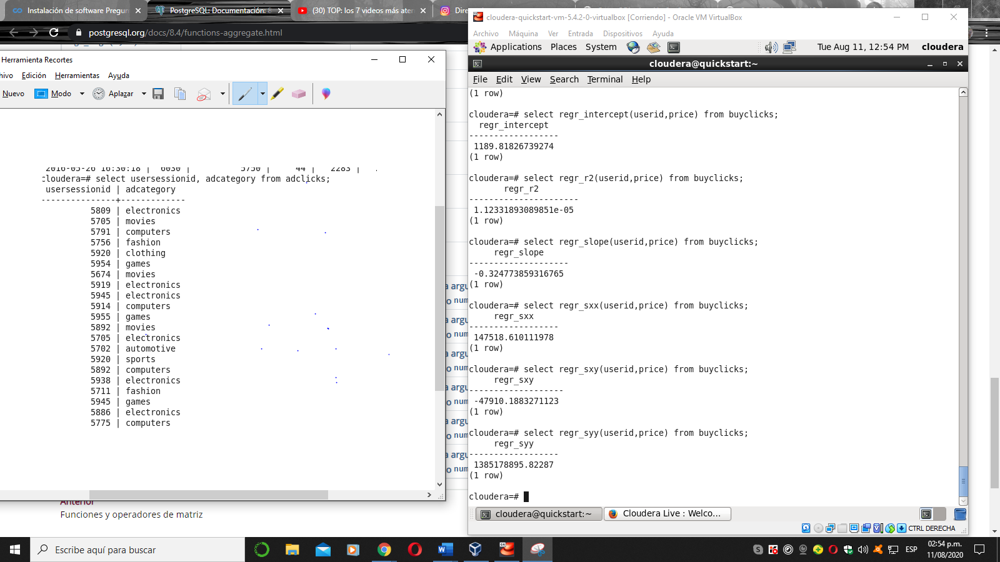 Instalación de software Pregun
PostgreSQL: Documentación: 8
(30) TOP: los 7 videos más ater
Dire
postgresql.org/docs/8.4/functions-aggregate.html
Herramienta Recortes
hivo Edición Herramientas Ayuda
Nuevo Modo Aplazar
2016-05-26 16:30:18 | 6030 | 5750 | 44 | 2283 |
cloudera=# select usersessionid, adcategory from adclicks;
usersessionid | adcategory
---------------+-------------
5809 | electronics
5705 | movies
5791 | computers
5756 | fashion
5920 | clothing
5954 | games
5674 | movies
5919 | electronics
5945 | electronics
5914 | computers
5955 | games
5892 | movies
5705 | electronics
5702 | automotive
5920 | sports
5892 | computers
5938 | electronics
5711 | fashion
5945 | games
5886 | electronics
5775 | computers
a argu
o num
a argu
o num
a argu
o num
a argu
o num
a argu
o num
a argu
o num
Anterior
Funciones y operadores de matriz
cloudera-quickstart-vm-5.4.2-0-virtualbox [Corriendo] - Oracle VM VirtualBox
Archivo Máquina Ver Entrada Dispositivos Ayuda
Applications Places System Tue Aug 11, 12:54 PM cloudera
cloudera@quickstart:~
File Edit View Search Terminal Help
(1 row)
cloudera=# select regr_intercept(userid,price) from buyclicks;
regr_intercept
------------------
1189.81826739274
(1 row)
cloudera=# select regr_r2(userid,price) from buyclicks;
regr_r2
----------------------
1.12331893089851e-05
(1 row)
cloudera=# select regr_slope(userid,price) from buyclicks;
regr_slope
--------------------
-0.324773859316765
(1 row)
cloudera=# select regr_sxx(userid,price) from buyclicks;
regr_sxx
------------------
147518.610111978
(1 row)
cloudera=# select regr_sxy(userid,price) from buyclicks;
regr_sxy
-------------------
-47910.1883271123
(1 row)
cloudera=# select regr_syy(userid,price) from buyclicks;
regr_syy
------------------
1385178895.82287
(1 row)
cloudera=#
cloudera@quickstart:~
Cloudera Live : Welco...
CTRL DERECHA
Escribe aquí para buscar
ESP
02:54 p.m.
11/08/2020